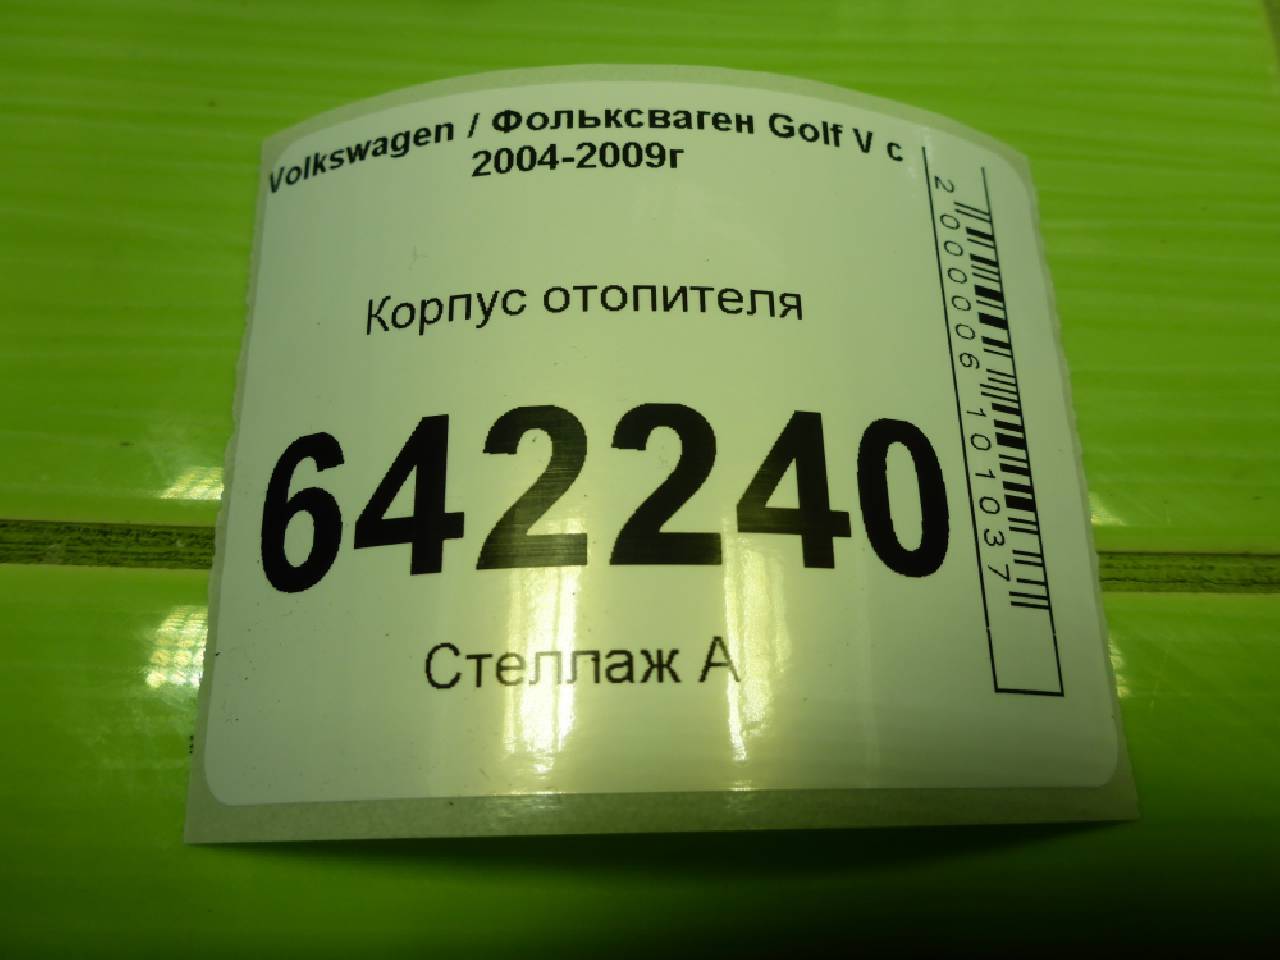 Volkswagen / Фольксваген Golf V с
2004-2009г
Корпус отопителя
642240
Стеллаж А
2000006101037